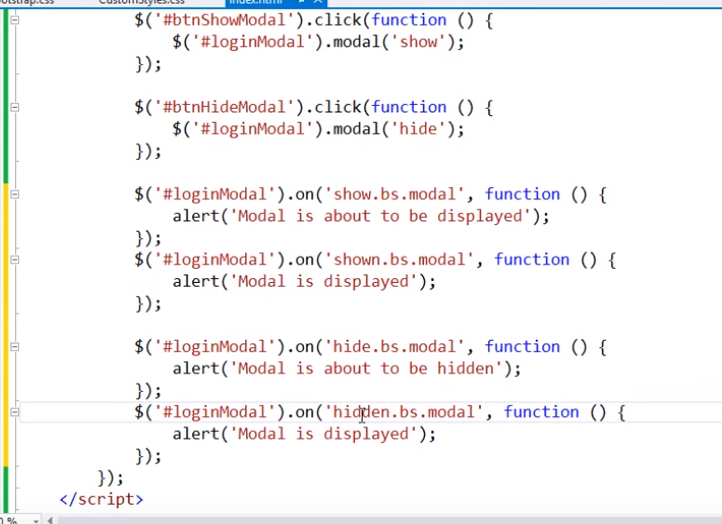 CustomStyles.css index.html
$('#btnShowModal').click(function () {
$('#loginModal').modal('show');
});
$('#btnHideModal').click(function () {
$('#loginModal').modal('hide');
});
$('#loginModal').on('show.bs.modal', function () {
alert('Modal is about to be displayed');
});
$('#loginModal').on('shown.bs.modal', function () {
alert('Modal is displayed');
});
$('#loginModal').on('hide.bs.modal', function () {
alert('Modal is about to be hidden');
});
$('#loginModal').on('hidden.bs.modal', function () {
alert('Modal is displayed');
});
});
</script>